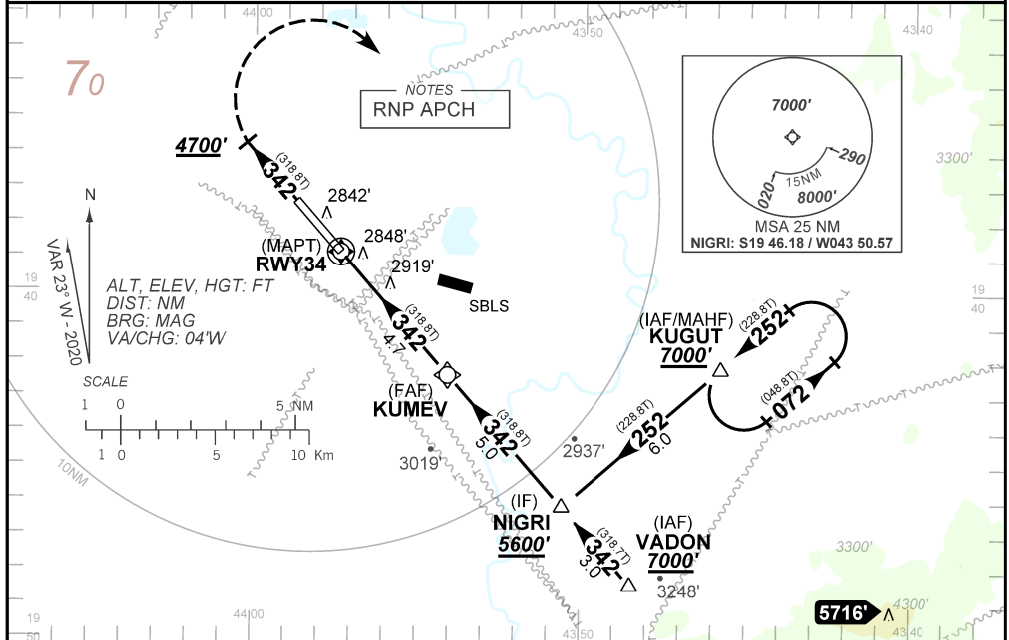 44 00
43 50
43 40
70
NOTES
RNP APCH
4700'
342
(318.8T)
2842'
(MAPT)
RWY34
2848'
2919'
SBLS
7000'
290
020
15NM
8000'
MSA 25 NM
NIGRI: S19 46.18 / W043 50.57
3300'
19
40
N
VAR 23° W - 2020
ALT, ELEV, HGT: FT
DIST: NM
BRG: MAG
VA/CHG: 04'W
SCALE
1 0 5 NM
1 0 5 10 Km
10NM
(318.8T)
342
4.7
(FAF)
KUMEV
3019'
(318.8T)
342
5.0
2937'
(IAF/MAHF)
KUGUT
7000'
(228.8T)
252
(048.8T)
072
(228.8T)
252
6.0
19
40
(IF)
NIGRI
5600'
(318.7T)
342
3.0
(IAF)
VADON
7000'
3248'
3300'
4300'
5716'
19
50
44 00
43 50
43 40